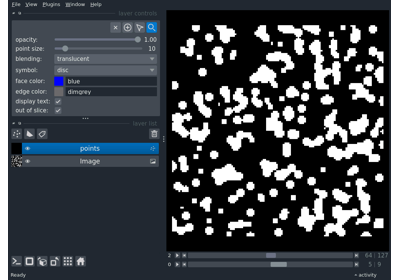 File View Plugins Window Help
layer controls
opacity: 1.00
point size: 10
blending: translucent
symbol: disc
face color: blue
edge color: dimgrey
display text:
out of slice:
layer list
points
Image
2 64 127
0 5 9
Ready activity